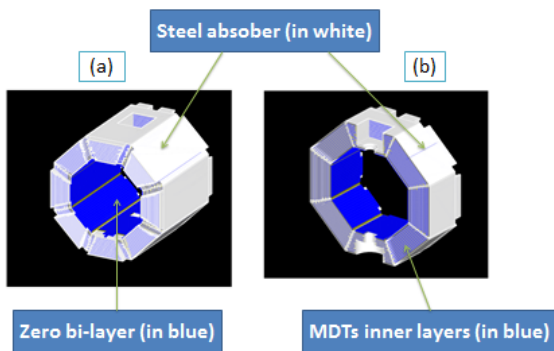 Steel absober (in white)
(a)
(b)
Zero bi-layer (in blue)
MDTs inner layers (in blue)